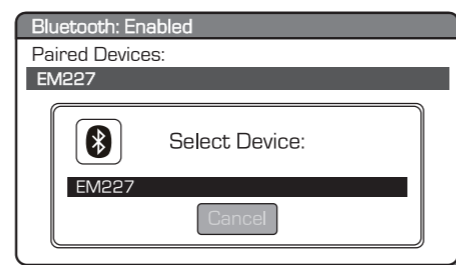 Bluetooth: Enabled
Paired Devices:
EM227
Select Device:
EM227
Cancel